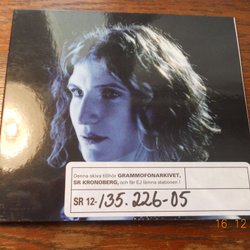 Denna skiva tillhör GRAMMOFONARKIVET,
SR KRONOBERG, och får EJ lämna stationen !
SR 12- 135.226-05
16 12